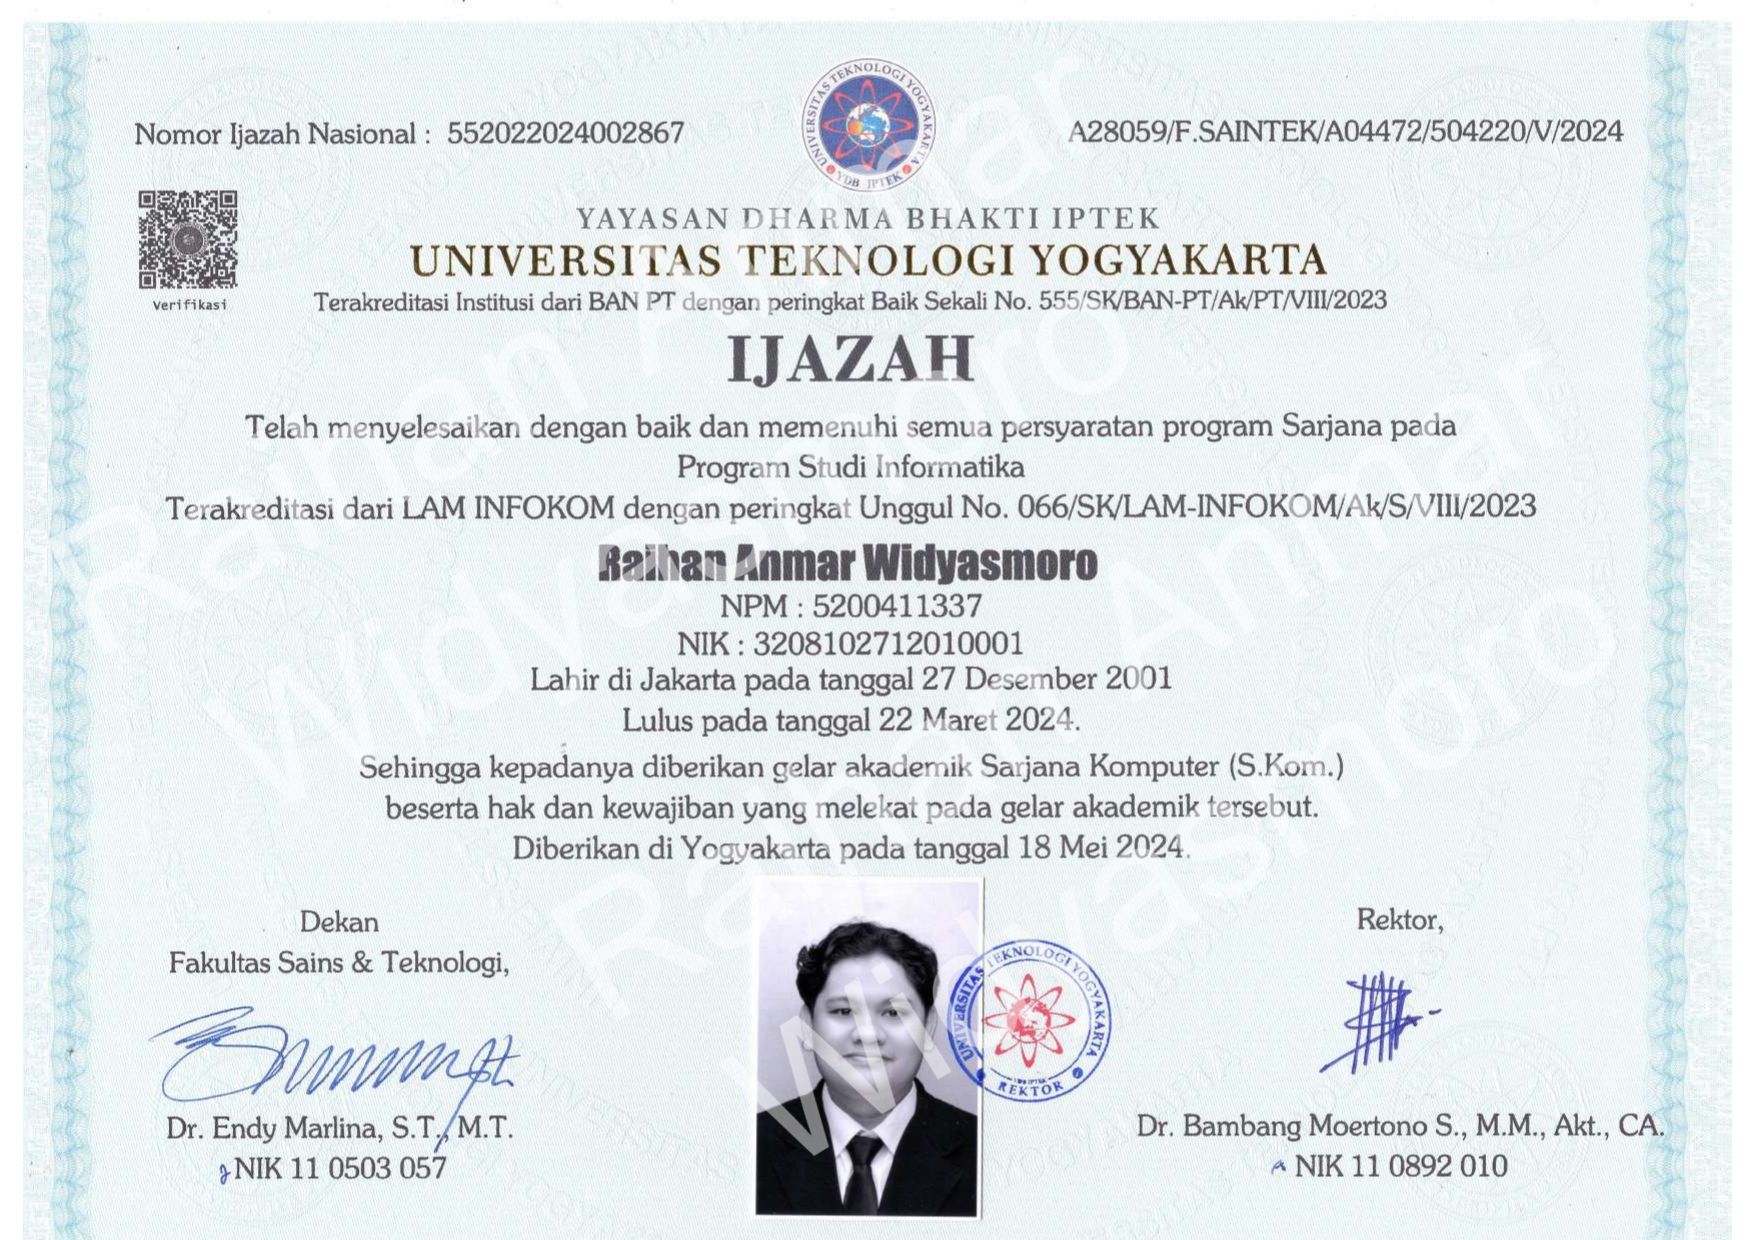 Nomor Ijazah Nasional : 552022024002867
A28059/F.SAINTEK/A04472/504220/V/2024
UNIVERSITAS TEKNOLOGI YOGYAKARTA
YDB IPTEK
Verifikasi
YAYASAN DHARMA BHAKTI IPTEK
UNIVERSITAS TEKNOLOGI YOGYAKARTA
Terakreditasi Institusi dari BAN PT dengan peringkat Baik Sekali No. 555/SK/BAN-PT/Ak/PT/VIII/2023
IJAZAH
Telah menyelesaikan dengan baik dan memenuhi semua persyaratan program Sarjana pada
Program Studi Informatika
Terakreditasi dari LAM INFOKOM dengan peringkat Unggul No. 066/SK/LAM-INFOKOM/Ak/S/VIII/2023
Raihan Anmar Widyasmoro
NPM : 5200411337
NIK : 3208102712010001
Lahir di Jakarta pada tanggal 27 Desember 2001
Lulus pada tanggal 22 Maret 2024.
Sehingga kepadanya diberikan gelar akademik Sarjana Komputer (S.Kom.)
beserta hak dan kewajiban yang melekat pada gelar akademik tersebut.
Diberikan di Yogyakarta pada tanggal 18 Mei 2024.
Dekan
Fakultas Sains & Teknologi,
Dr. Endy Marlina, S.T., M.T.
NIK 11 0503 057
UNIVERSITAS TEKNOLOGI YOGYAKARTA
YDB IPTEK
REKTOR
Rektor,
Dr. Bambang Moertono S., M.M., Akt., CA.
NIK 11 0892 010
Raihan Anmar
Widyasmoro
Raihan Anmar
Widyasmoro